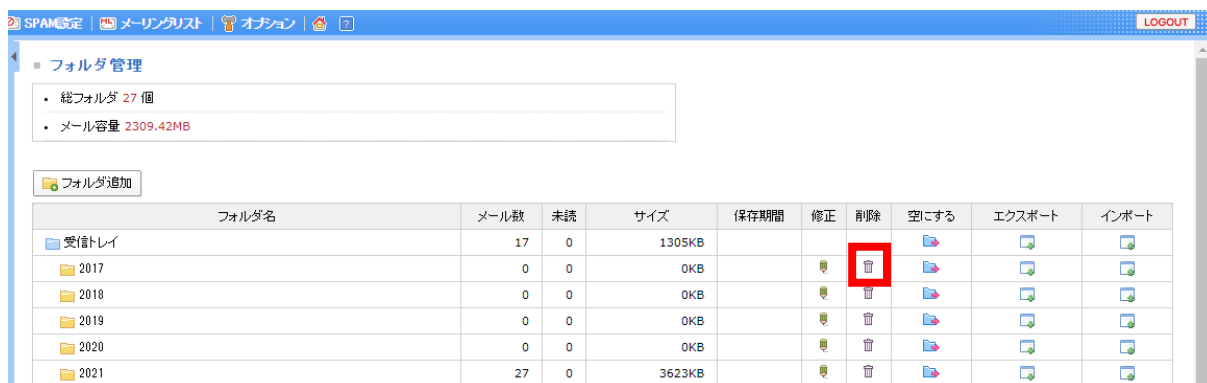 SPAM設定 | メーリングリスト | オプション | ?
LOGOUT
フォルダ管理
・ 総フォルダ 27 個
・ メール容量 2309.42MB
フォルダ追加
フォルダ名 メール数 未読 サイズ 保存期間 修正 削除 空にする エクスポート インポート
受信トレイ 17 0 1305KB
2017 0 0 0KB
2018 0 0 0KB
2019 0 0 0KB
2020 0 0 0KB
2021 27 0 3623KB